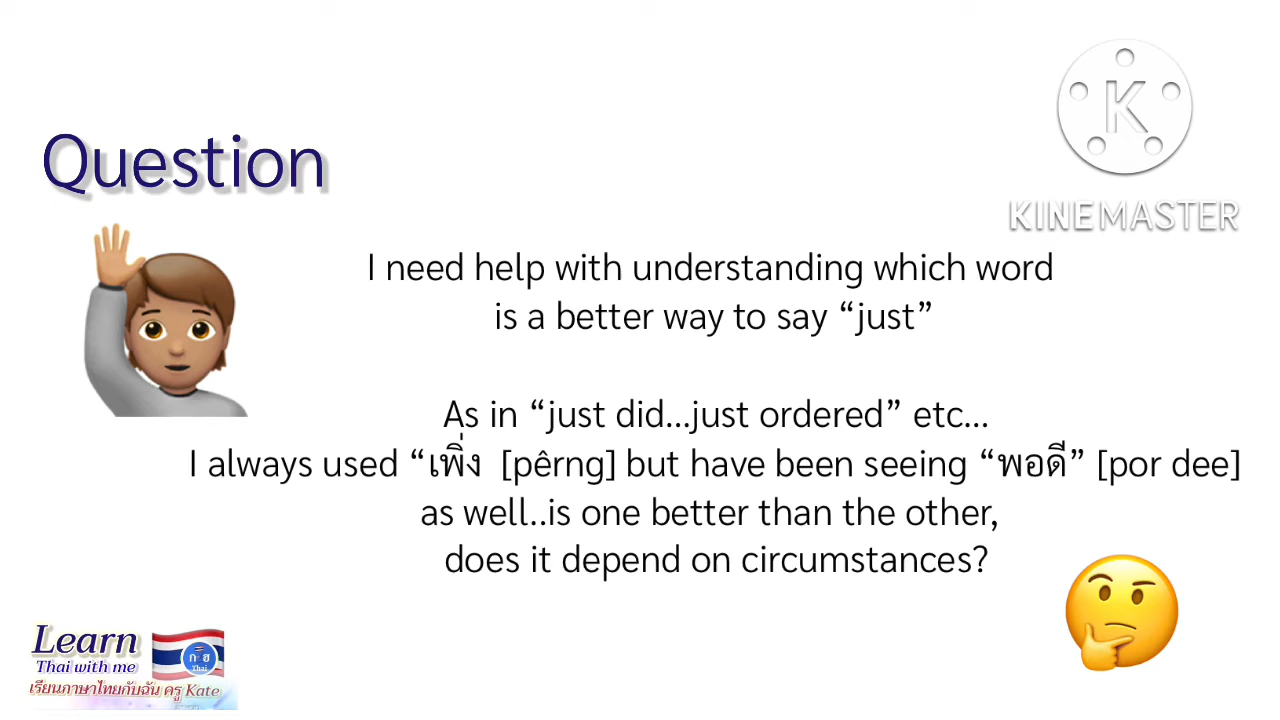 KINEMASTER
Question
I need help with understanding which word
is a better way to say “just”
As in “just did...just ordered” etc...
I always used “เพิ่ง [pêrng] but have been seeing “พอดี” [por dee]
as well..is one better than the other,
does it depend on circumstances?
Learn
Thai with me
ก ฮ
Thai
เรียนภาษาไทยกับฉัน ครู Kate